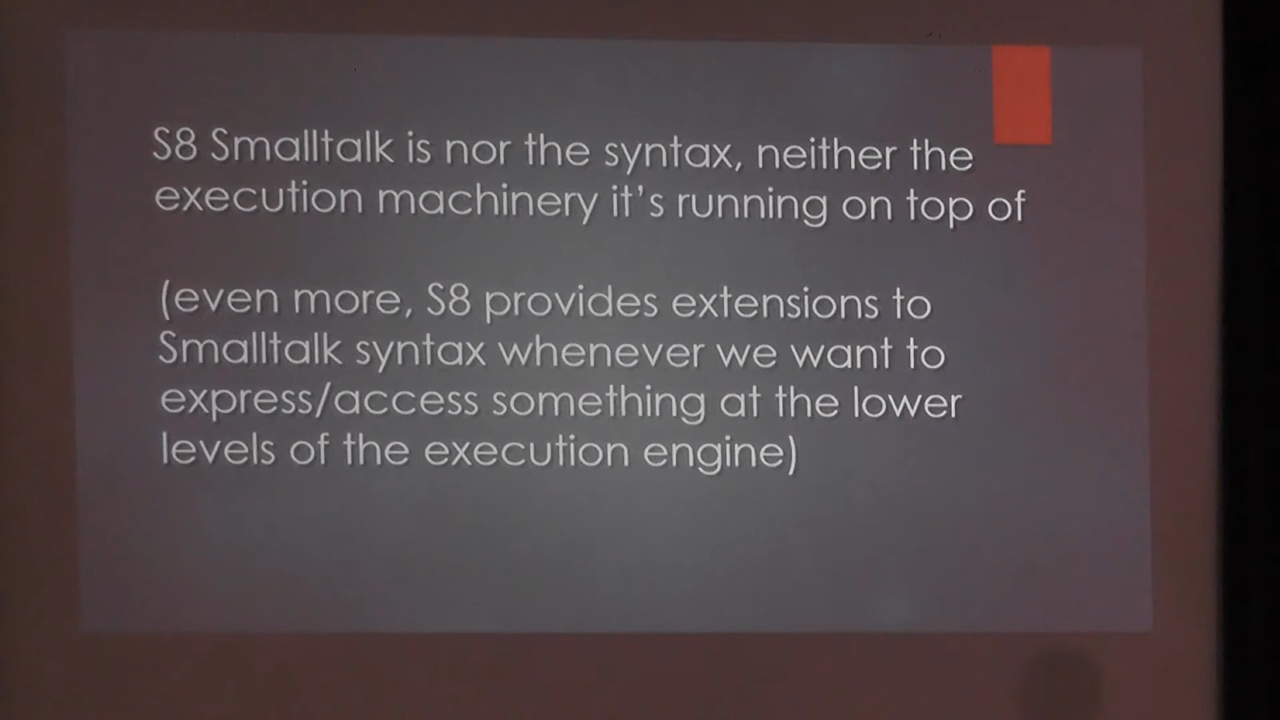 S8 Smalltalk is nor the syntax, neither the
execution machinery it's running on top of
(even more, S8 provides extensions to
Smalltalk syntax whenever we want to
express/access something at the lower
levels of the execution engine)